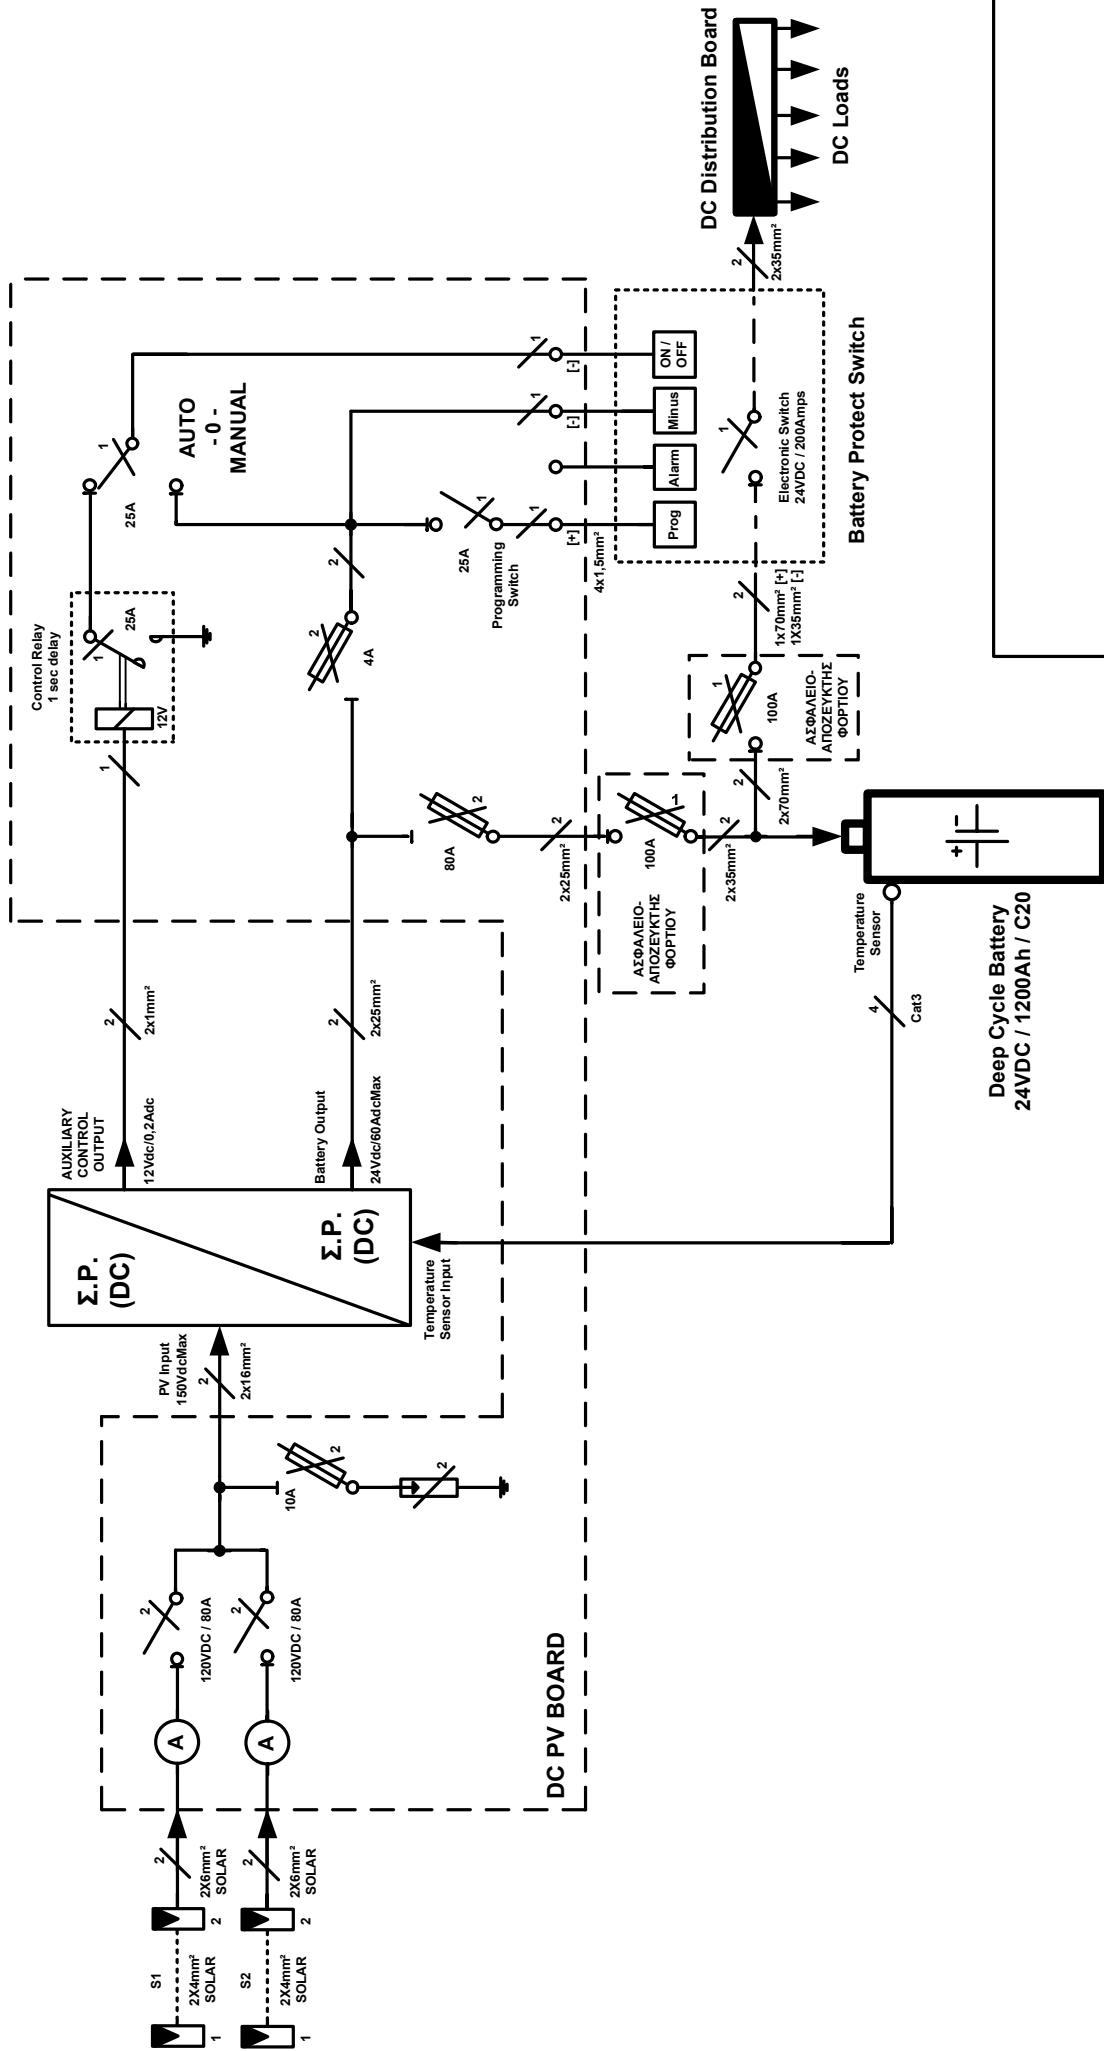 S1
2X4mm²
SOLAR
1
2
2
2X6mm²
SOLAR
S2
2X4mm²
SOLAR
1
2
2
2X6mm²
SOLAR
DC PV BOARD
A
A
2
120VDC / 80A
2
120VDC / 80A
10A
2
2
PV Input
150VdcMax
2
2x16mm²
Σ.P.
(DC)
Σ.P.
(DC)
Temperature
Sensor Input
AUXILIARY
CONTROL
OUTPUT
12Vdc/0,2Adc
Battery Output
24Vdc/60AdcMax
2
2x1mm²
2
2x25mm²
1
Control Relay
1 sec delay
12V
1
25A
25A
1
AUTO
- 0 -
MANUAL
2
4A
2
80A
2
2
2x25mm²
25A
1
Programming
Switch
1
[+]
1
[-]
1
[-]
4x1,5mm²
Prog
Alarm
Minus
ON /
OFF
1
Electronic Switch
24VDC / 200Amps
Battery Protect Switch
2
1x70mm² [+]
1X35mm² [-]
1
100A
ΑΣΦΑΛΕΙΟ-
ΑΠΟΖΕΥΚΤΗΣ
ΦΟΡΤΙΟΥ
2
2x70mm²
1
100A
ΑΣΦΑΛΕΙΟ-
ΑΠΟΖΕΥΚΤΗΣ
ΦΟΡΤΙΟΥ
2
2x35mm²
Temperature
Sensor
4
Cat3
+
-
Deep Cycle Battery
24VDC / 1200Ah / C20
2
2x35mm²
DC Distribution Board
DC Loads